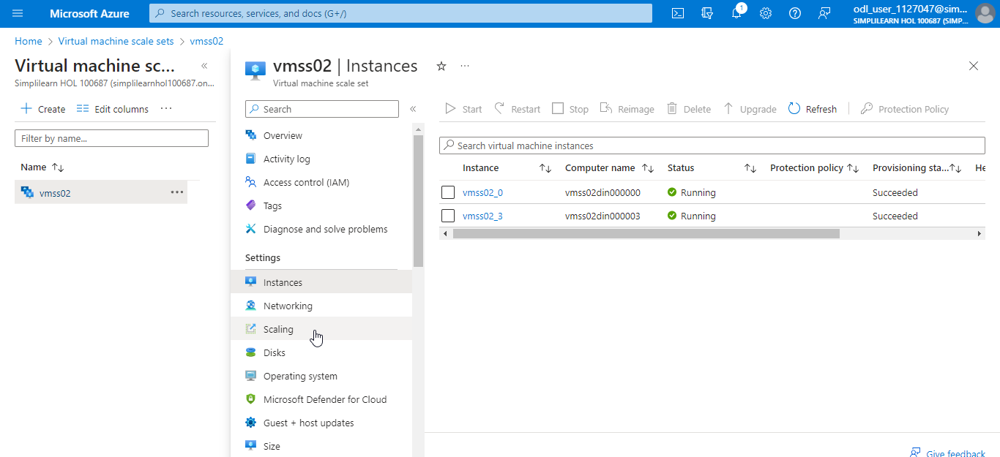 Microsoft Azure
Search resources, services, and docs (G+/)
1
odl_user_1127047@sim...
SIMPLILEARN HOL 100687 (SIMP...
Home > Virtual machine scale sets > vmss02
Virtual machine sc...
Simplilearn HOL 100687 (simplilearnhol100687.on...
Create
Edit columns
Filter by name...
Name
vmss02
vmss02 | Instances
Virtual machine scale set
Search
Overview
Activity log
Access control (IAM)
Tags
Diagnose and solve problems
Settings
Instances
Networking
Scaling
Disks
Operating system
Microsoft Defender for Cloud
Guest + host updates
Size
Start Restart Stop Reimage Delete Upgrade Refresh Protection Policy
Search virtual machine instances
Instance Computer name Status Protection policy Provisioning sta... He
vmss02_0 vmss02din000000 Running Succeeded
vmss02_3 vmss02din000003 Running Succeeded
Give feedback